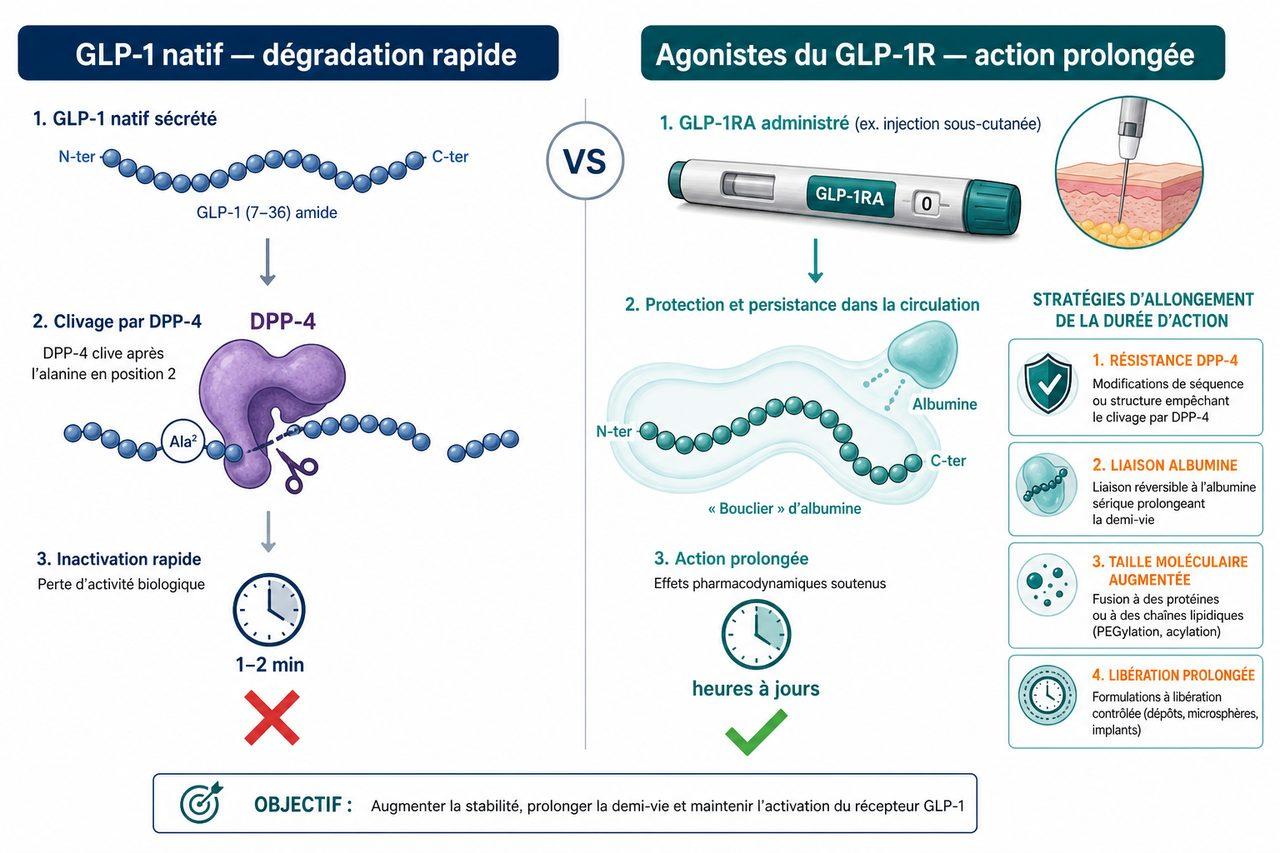 GLP-1 natif — dégradation rapide
1. GLP-1 natif sécrété
N-ter
C-ter
GLP-1 (7–36) amide
2. Clivage par DPP-4
DPP-4
DPP-4 clive après
l'alanine en position 2
Ala²
3. Inactivation rapide
Perte d'activité biologique
1–2 min
VS
Agonistes du GLP-1R — action prolongée
1. GLP-1RA administré (ex. injection sous-cutanée)
GLP-1RA
0
2. Protection et persistance dans la circulation
Albumine
N-ter
C-ter
« Bouclier » d'albumine
3. Action prolongée
Effets pharmacodynamiques soutenus
heures à jours
STRATÉGIES D'ALLONGEMENT
DE LA DURÉE D'ACTION
1. RÉSISTANCE DPP-4
Modifications de séquence
ou structure empêchant
le clivage par DPP-4
2. LIAISON ALBUMINE
Liaison réversible à l'albumine
sérique prolongeant
la demi-vie
3. TAILLE MOLÉCULAIRE
AUGMENTÉE
Fusion à des protéines
ou à des chaînes lipidiques
(PEGylation, acylation)
4. LIBÉRATION PROLONGÉE
Formulations à libération
contrôlée (dépôts, microsphères,
implants)
OBJECTIF : Augmenter la stabilité, prolonger la demi-vie et maintenir l'activation du récepteur GLP-1